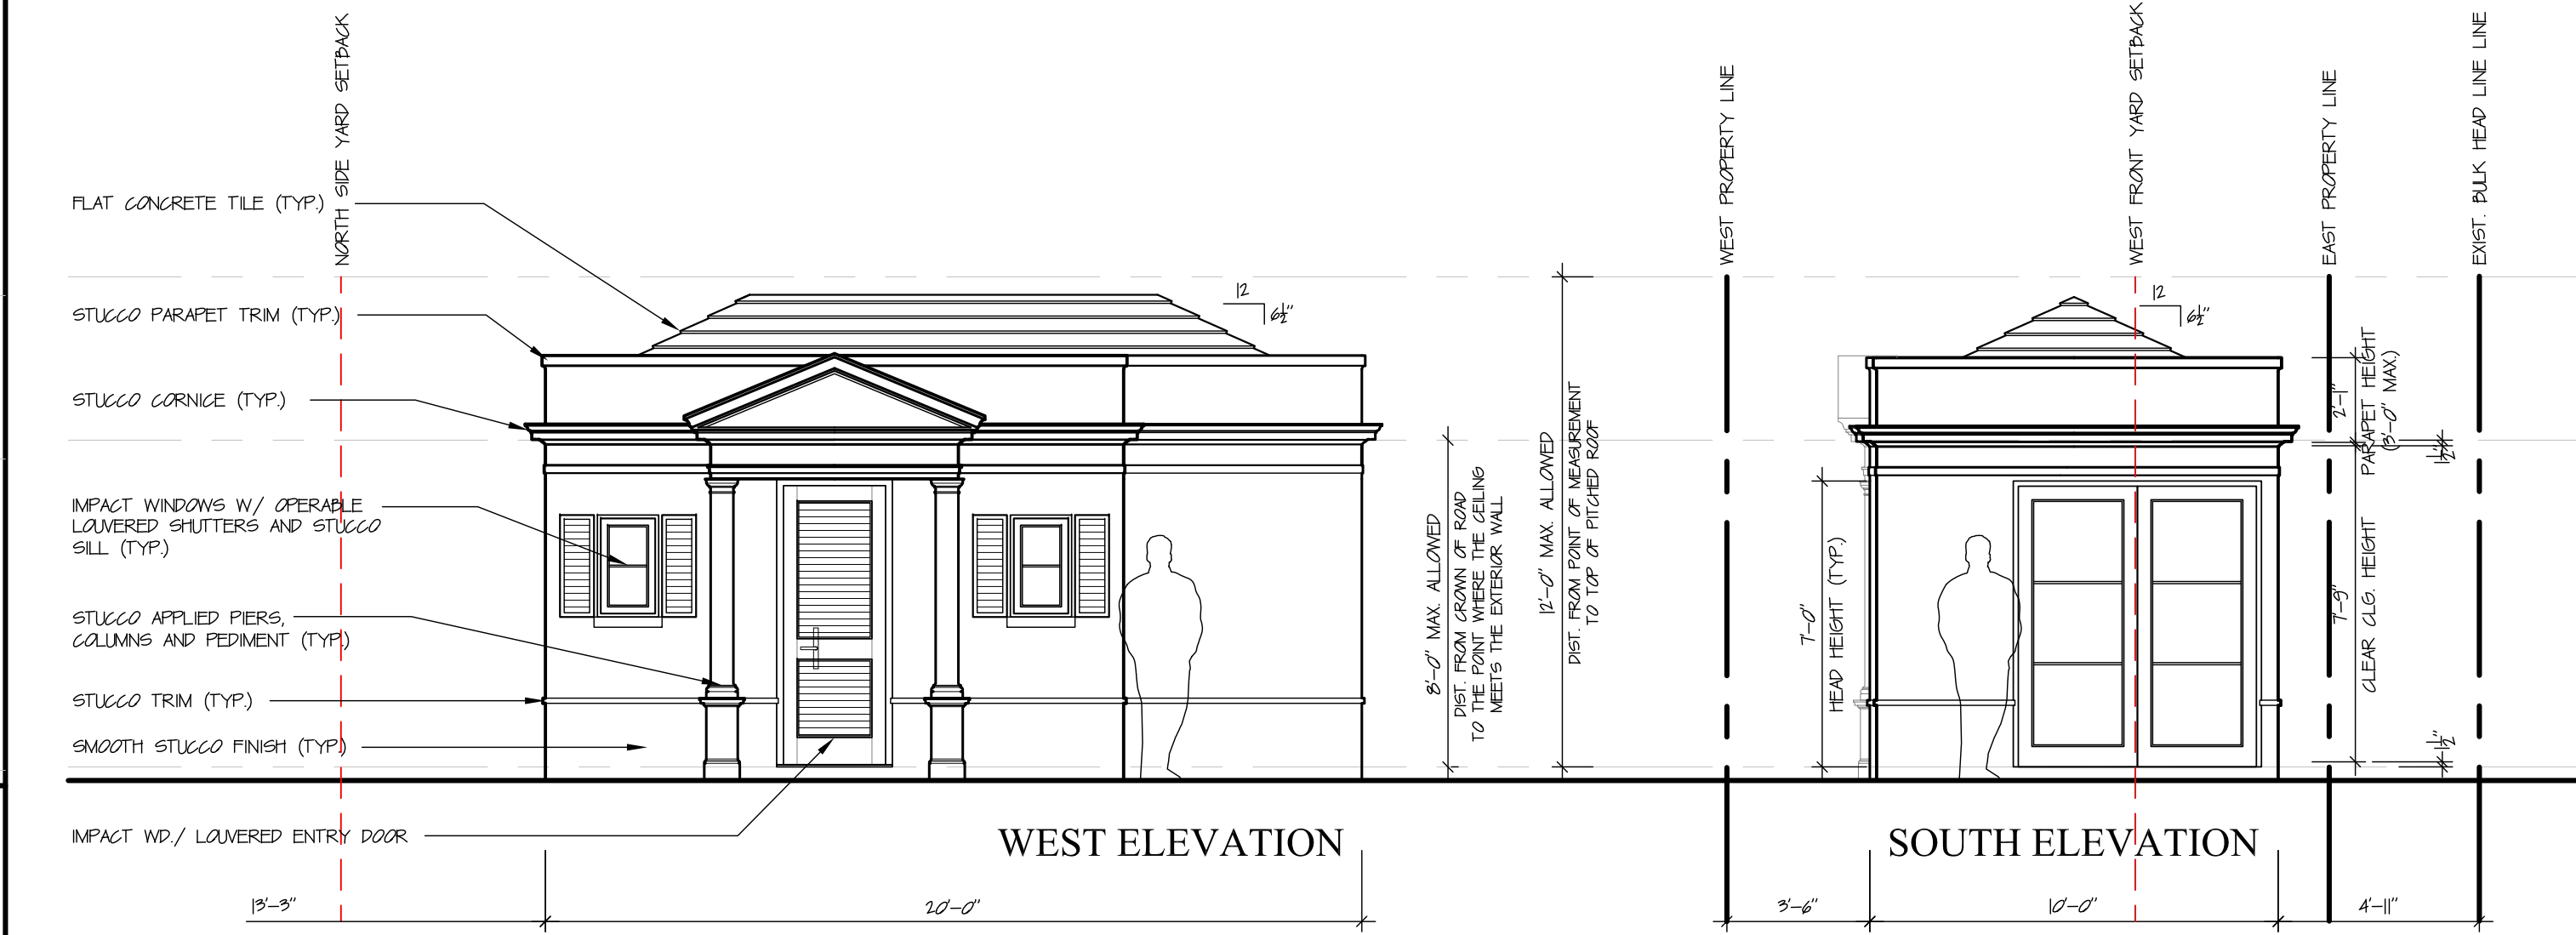 NORTH SIDE YARD SETBACK
FLAT CONCRETE TILE (TYP.)
STUCCO PARAPET TRIM (TYP.)
STUCCO CORNICE (TYP.)
IMPACT WINDOWS W/ OPERABLE
LOUVERED SHUTTERS AND STUCCO
SILL (TYP.)
STUCCO APPLIED PIERS,
COLUMNS AND PEDIMENT (TYP.)
STUCCO TRIM (TYP.)
SMOOTH STUCCO FINISH (TYP.)
IMPACT WD./ LOUVERED ENTRY DOOR
12
6½"
8'-0" MAX. ALLOWED
DIST. FROM CROWN OF ROAD
TO THE POINT WHERE THE CEILING
MEETS THE EXTERIOR WALL
12'-0" MAX. ALLOWED
DIST. FROM POINT OF MEASUREMENT
TO TOP OF PITCHED ROOF
WEST ELEVATION
13'-3"
20'-0"
WEST PROPERTY LINE
WEST FRONT YARD SETBACK
EAST PROPERTY LINE
EXIST. BULK HEAD LINE LINE
12
6½"
7'-0"
HEAD HEIGHT (TYP.)
2'-1"
PARAPET HEIGHT
(3'-0" MAX.)
1½"
7'-9"
CLEAR CLG. HEIGHT
1½"
SOUTH ELEVATION
3'-6"
10'-0"
4'-11"